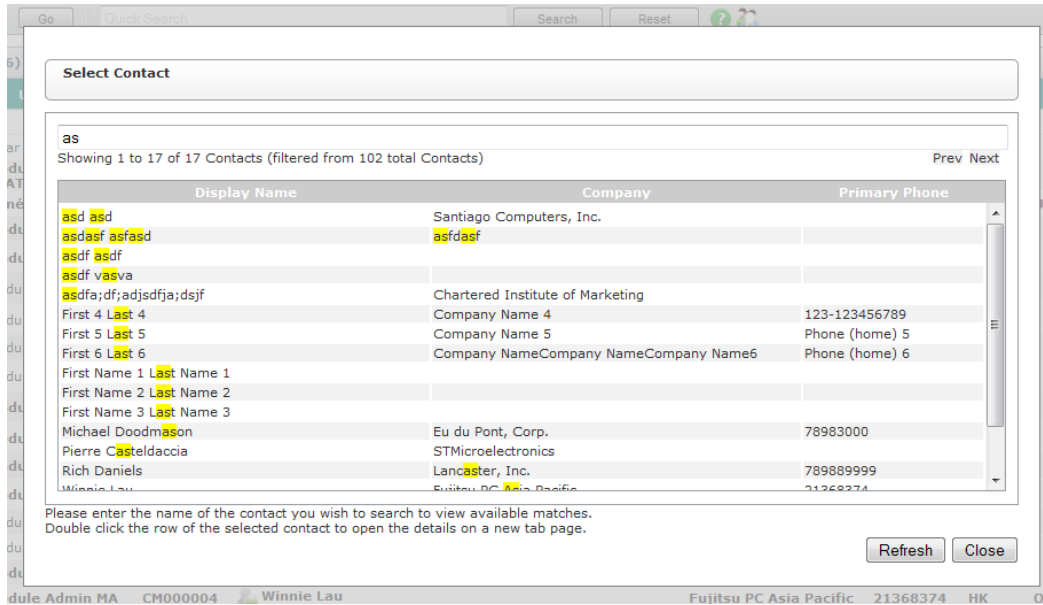 Go Quick Search Search Reset
Select Contact
as
Showing 1 to 17 of 17 Contacts (filtered from 102 total Contacts) Prev Next
Display Name Company Primary Phone
asd asd Santiago Computers, Inc.
asdasf asfasd asfdasf
asdf asdf
asdf vasva
asdfa;df;adjsdfja;dsjf Chartered Institute of Marketing
First 4 Last 4 Company Name 4 123-123456789
First 5 Last 5 Company Name 5 Phone (home) 5
First 6 Last 6 Company NameCompany NameCompany Name6 Phone (home) 6
First Name 1 Last Name 1
First Name 2 Last Name 2
First Name 3 Last Name 3
Michael Doodmason Eu du Pont, Corp. 78983000
Pierre Casteldaccia STMicroelectronics
Rich Daniels Lancaster, Inc. 789889999
Winnie Lau Fujitsu PC Asia Pacific 21368374
Please enter the name of the contact you wish to search to view available matches.
Double click the row of the selected contact to open the details on a new tab page.
Refresh Close
dule Admin MA CM000004 Winnie Lau Fujitsu PC Asia Pacific 21368374 HK